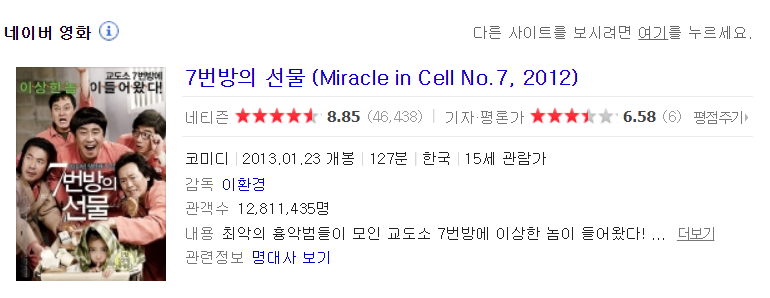 네이버 영화
다른 사이트를 보시려면 여기를 누르세요.
교도소 7번방에
이상한 놈이 들어왔다!
7번방의
선물
7번방의 선물 (Miracle in Cell No.7, 2012)
네티즌 8.85 (46,438) 기자·평론가 6.58 (6) 평점주기
코미디 2013.01.23 개봉 127분 한국 15세 관람가
감독 이환경
관객수 12,811,435명
내용 최악의 흉악범들이 모인 교도소 7번방에 이상한 놈이 들어왔다! ... 더보기
관련정보 명대사 보기